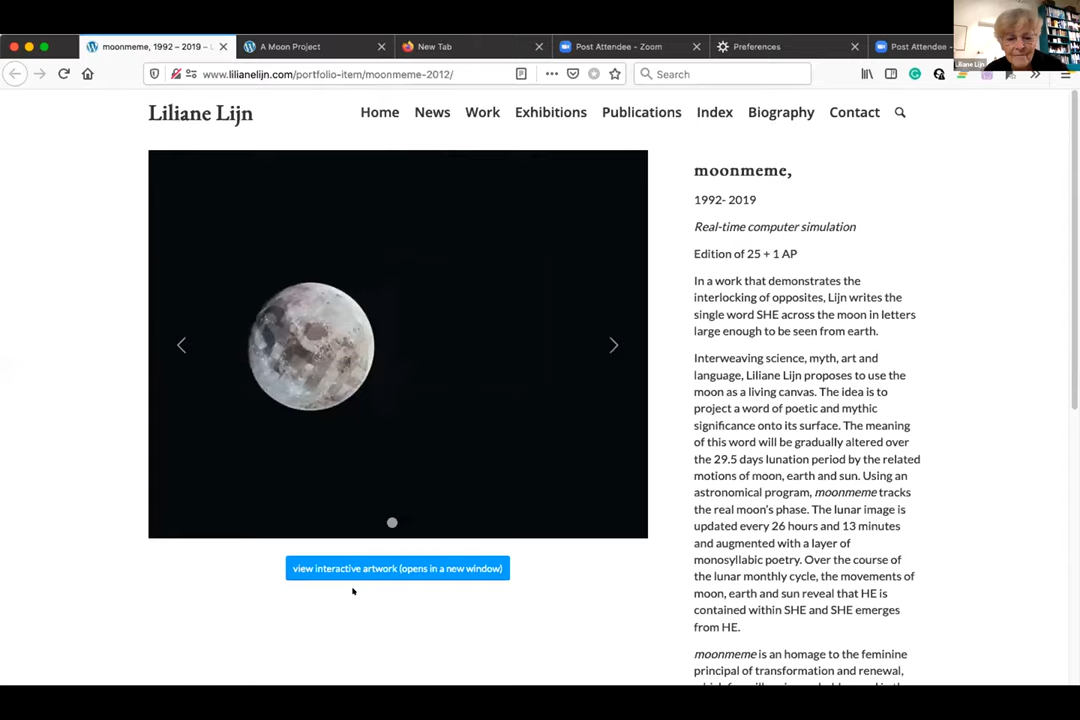 moonmeme, 1992 – 2019 – L
A Moon Project
New Tab
Post Attendee - Zoom
Preferences
Post Attendee -
Liliane Lijn
www.lilianelijn.com/portfolio-item/moonmeme-2012/
Search
Liliane Lijn
Home
News
Work
Exhibitions
Publications
Index
Biography
Contact
moonmeme,
1992- 2019
Real-time computer simulation
Edition of 25 + 1 AP
In a work that demonstrates the
interlocking of opposites, Lijn writes the
single word SHE across the moon in letters
large enough to be seen from earth.
Interweaving science, myth, art and
language, Liliane Lijn proposes to use the
moon as a living canvas. The idea is to
project a word of poetic and mythic
significance onto its surface. The meaning
of this word will be gradually altered over
the 29.5 days lunation period by the related
motions of moon, earth and sun. Using an
astronomical program, moonmeme tracks
the real moon's phase. The lunar image is
updated every 26 hours and 13 minutes
and augmented with a layer of
monosyllabic poetry. Over the course of
the lunar monthly cycle, the movements of
moon, earth and sun reveal that HE is
contained within SHE and SHE emerges
from HE.
moonmeme is an homage to the feminine
principal of transformation and renewal,
view interactive artwork (opens in a new window)